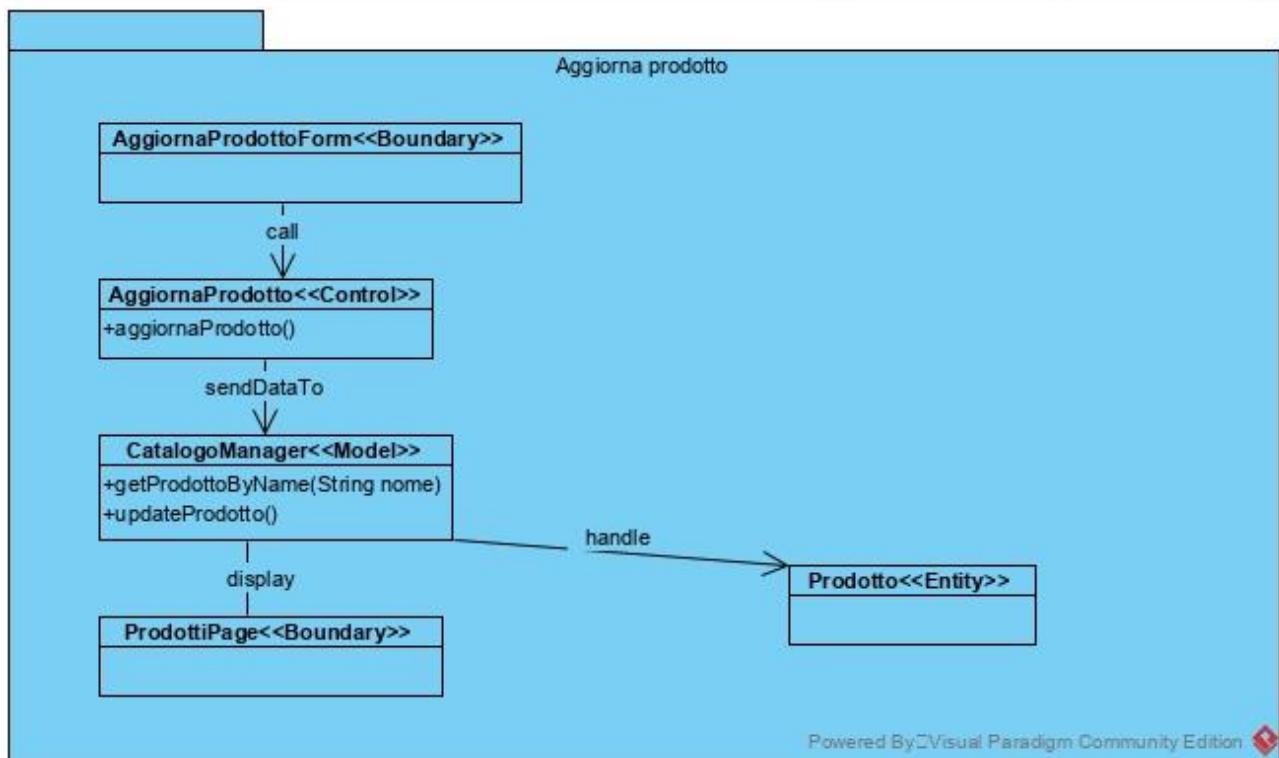 Aggiorna prodotto
AggiornaProdottoForm<<Boundary>>
call
AggiornaProdotto<<Control>>
+aggiornaProdotto()
sendDataTo
CatalogoManager<<Model>>
+getProdottoByName(String nome)
+updateProdotto()
handle
Prodotto<<Entity>>
display
ProdottiPage<<Boundary>>
Powered By Visual Paradigm Community Edition